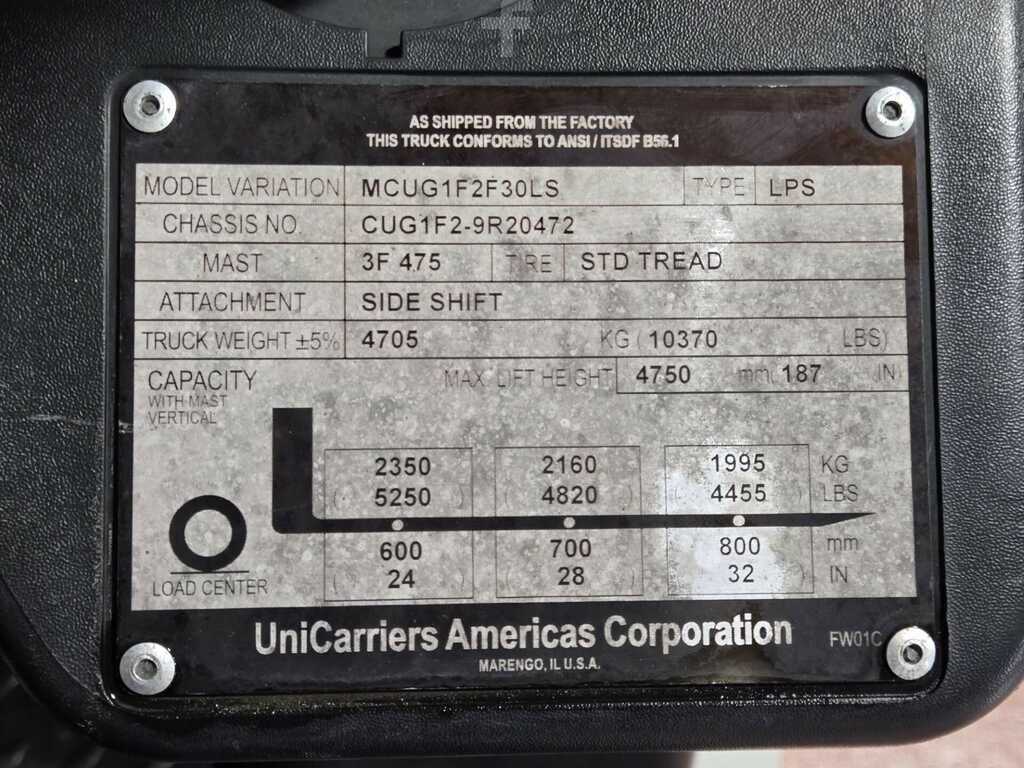 AS SHIPPED FROM THE FACTORY
THIS TRUCK CONFORMS TO ANSI / ITSDF B56.1
MODEL VARIATION MCUG1F2F30LS TYPE LPS
CHASSIS NO. CUG1F2-9R20472
MAST 3F 475 TIRE STD TREAD
ATTACHMENT SIDE SHIFT
TRUCK WEIGHT ±5% 4705 KG ( 10370 LBS)
CAPACITY MAX. LIFT HEIGHT 4750 mm( 187 IN)
WITH MAST
VERTICAL
2350 2160 1995 KG
( 5250 ) ( 4820 ) ( 4455 ) LBS
600 700 800 mm
( 24 ) ( 28 ) ( 32 ) IN
LOAD CENTER
UniCarriers Americas Corporation FW01C
MARENGO, IL U.S.A.